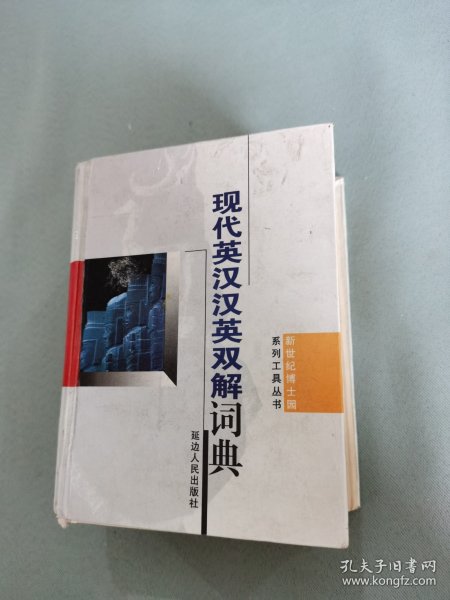 现代英汉汉英双解词典
新世纪博士园
系列工具丛书
延边人民出版社
孔夫子旧书网
www.kongfz.com